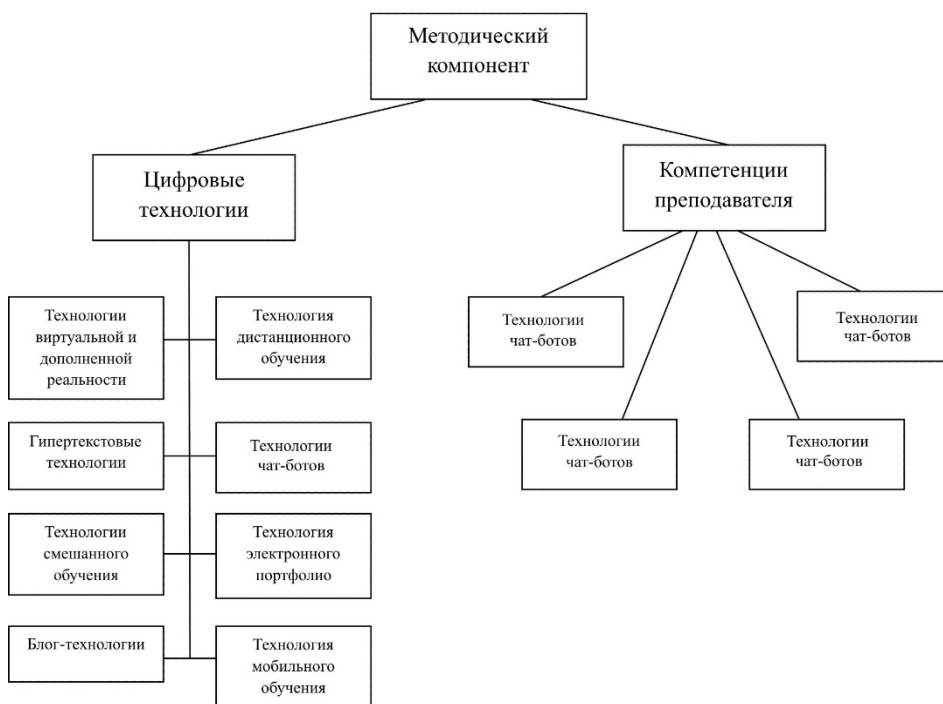 Методический
компонент
Цифровые
технологии
Компетенции
преподавателя
Технологии
виртуальной и
дополненной
реальности
Технология
дистанционного
обучения
Гипертекстовые
технологии
Технологии
чат-ботов
Технологии
смешанного
обучения
Технология
электронного
портфолио
Блог-технологии
Технология
мобильного
обучения
Технологии
чат-ботов
Технологии
чат-ботов
Технологии
чат-ботов
Технологии
чат-ботов